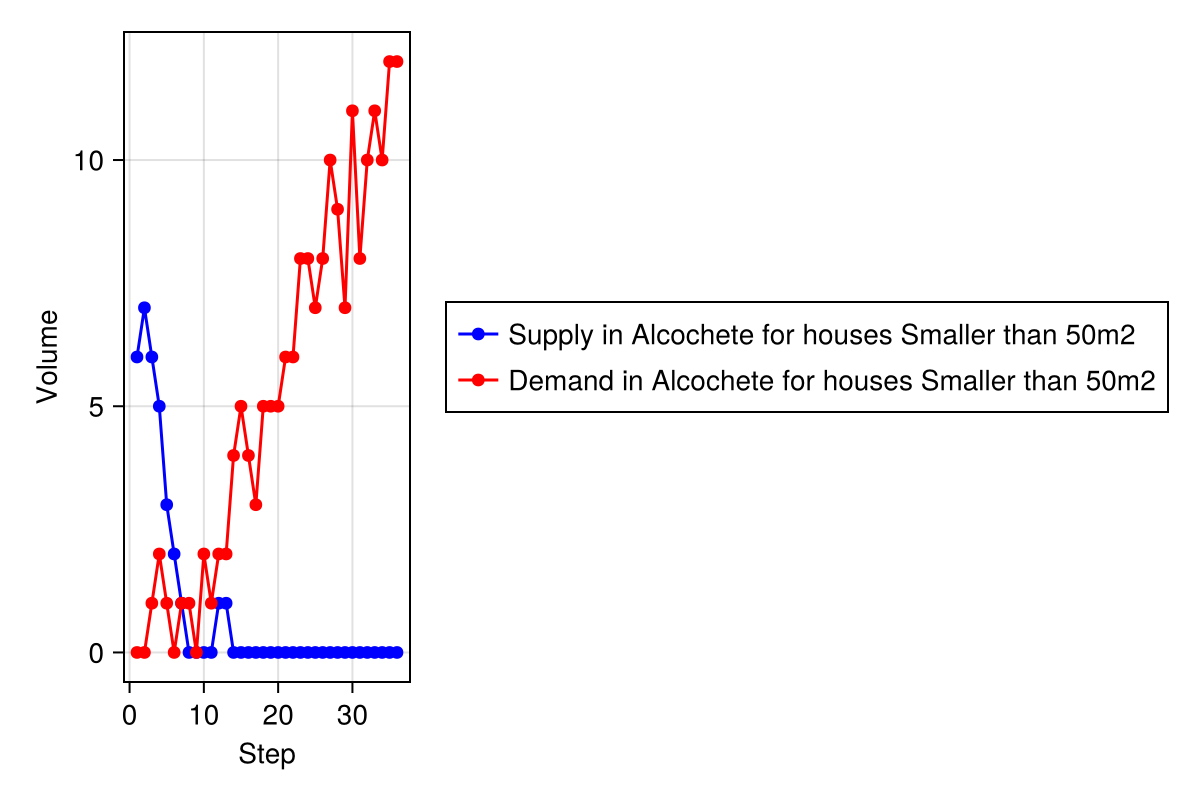 10
5
0
Volume
0 10 20 30
Step
Supply in Alcochete for houses Smaller than 50m2
Demand in Alcochete for houses Smaller than 50m2